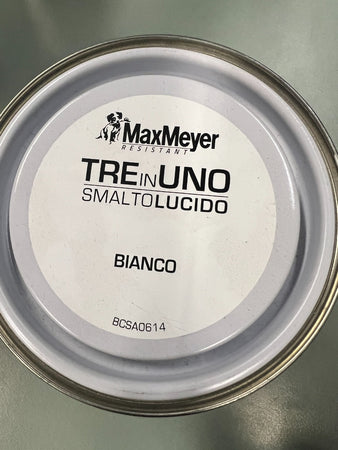 MaxMeyer
RESISTANT
TREinUNO
SMALTOLUCIDO
BIANCO
BCSA0614